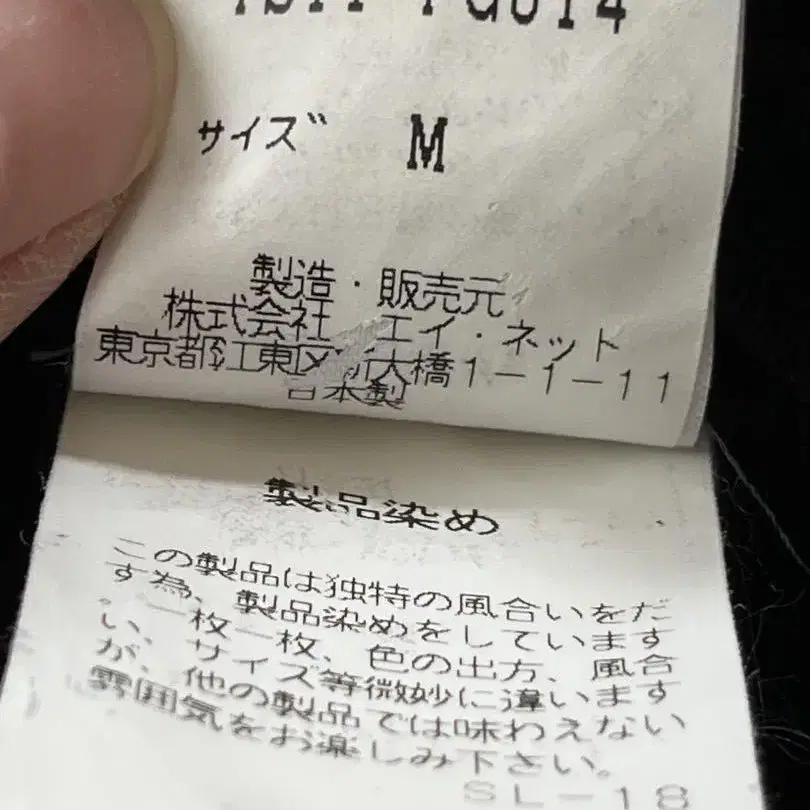 サイズ M
製造・販売元
株式会社 エイ・ネット
東京都江東区新大橋1-1-11
日本製
製品染め
この製品は独特の風合いをだ
す為、製品染めをしています
。一枚一枚、色の出方、風合
い、サイズ等微妙に違います
が、他の製品では味わえない
雰囲気をお楽しみ下さい。
SL-18